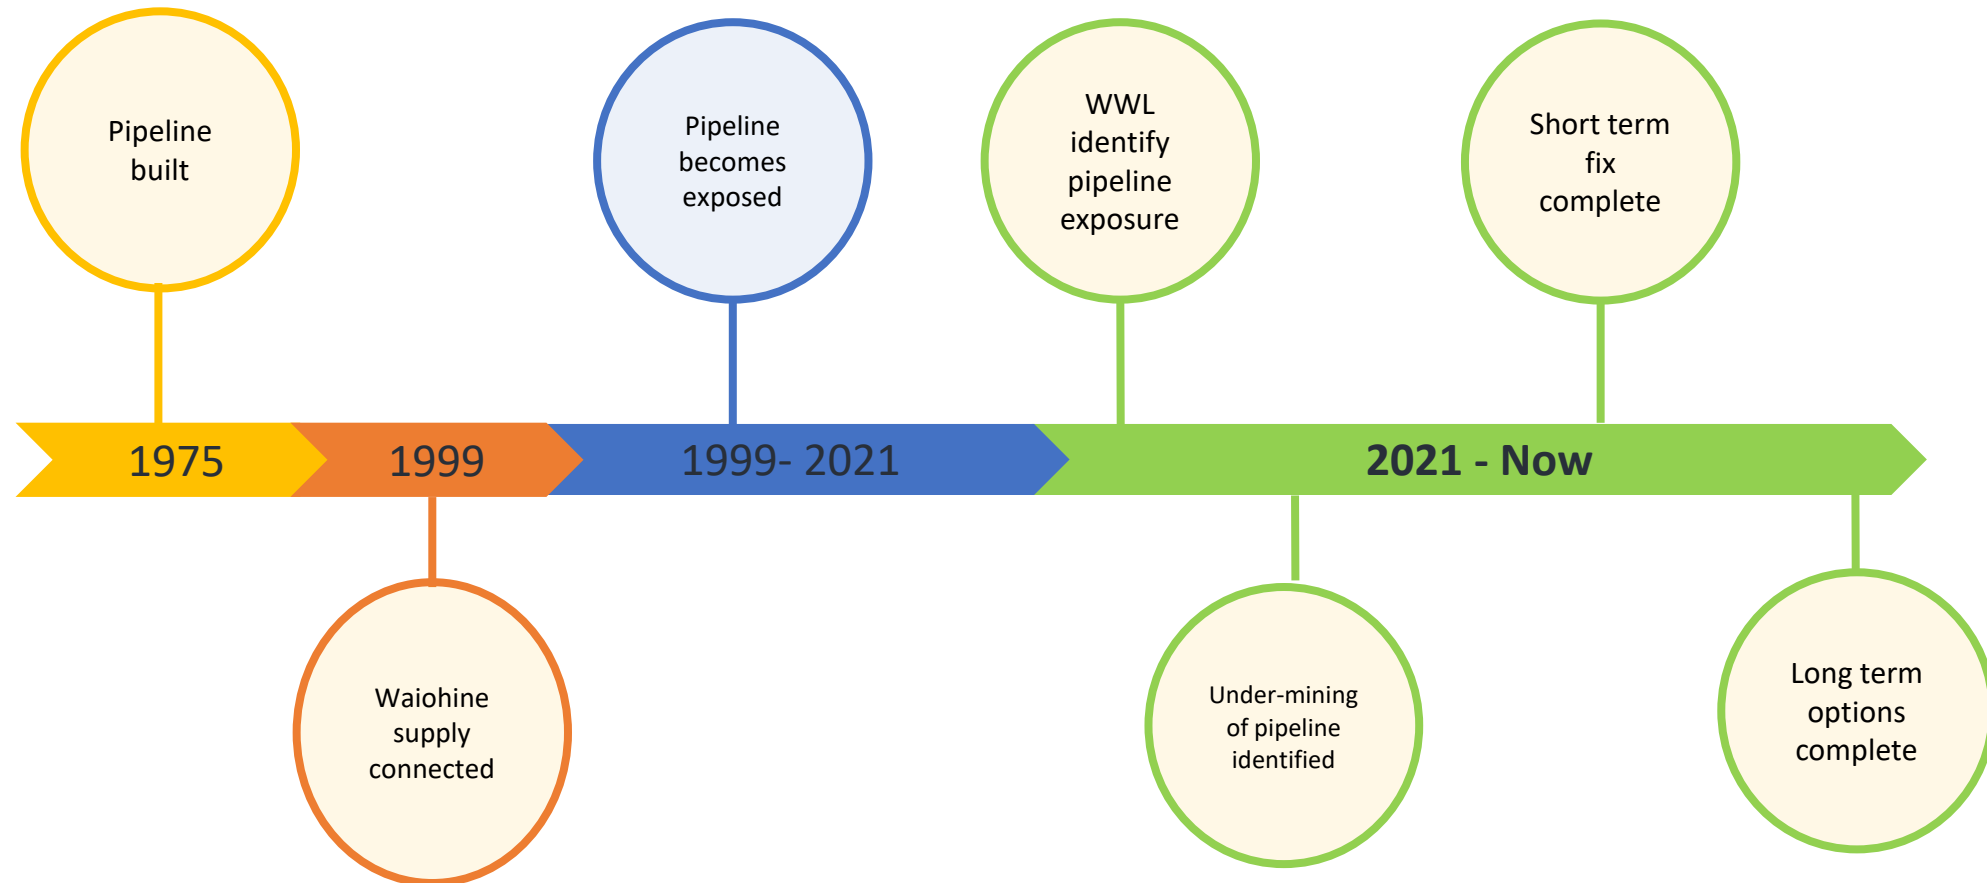 Pipeline
built
Pipeline
becomes
exposed
WWL
identify
pipeline
exposure
Short term
fix
complete
1975
1999
1999- 2021
2021 - Now
Waiohine
supply
connected
Under-mining
of pipeline
identified
Long term
options
complete